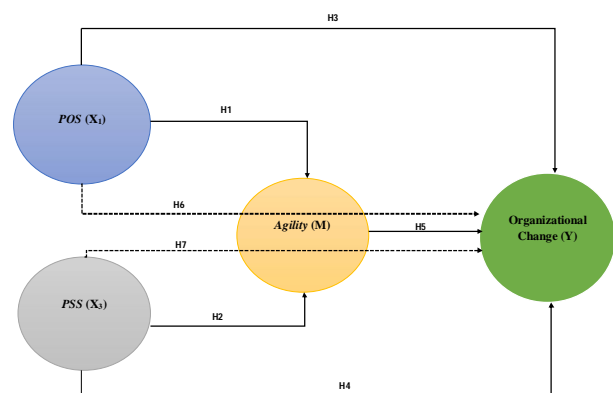 H3
POS (X₁)
H1
H6
Agility (M)
H5
Organizational
Change (Y)
H7
PSS (X₃)
H2
H4